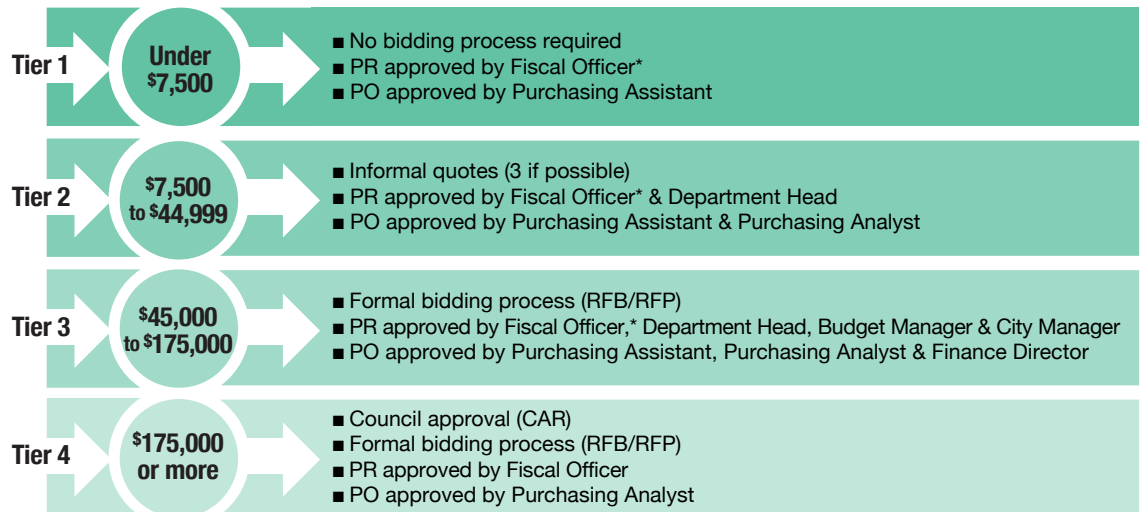 Tier 1
Under
$7,500
■ No bidding process required
■ PR approved by Fiscal Officer*
■ PO approved by Purchasing Assistant
Tier 2
$7,500
to $44,999
■ Informal quotes (3 if possible)
■ PR approved by Fiscal Officer* & Department Head
■ PO approved by Purchasing Assistant & Purchasing Analyst
Tier 3
$45,000
to $175,000
■ Formal bidding process (RFB/RFP)
■ PR approved by Fiscal Officer,* Department Head, Budget Manager & City Manager
■ PO approved by Purchasing Assistant, Purchasing Analyst & Finance Director
Tier 4
$175,000
or more
■ Council approval (CAR)
■ Formal bidding process (RFB/RFP)
■ PR approved by Fiscal Officer
■ PO approved by Purchasing Analyst